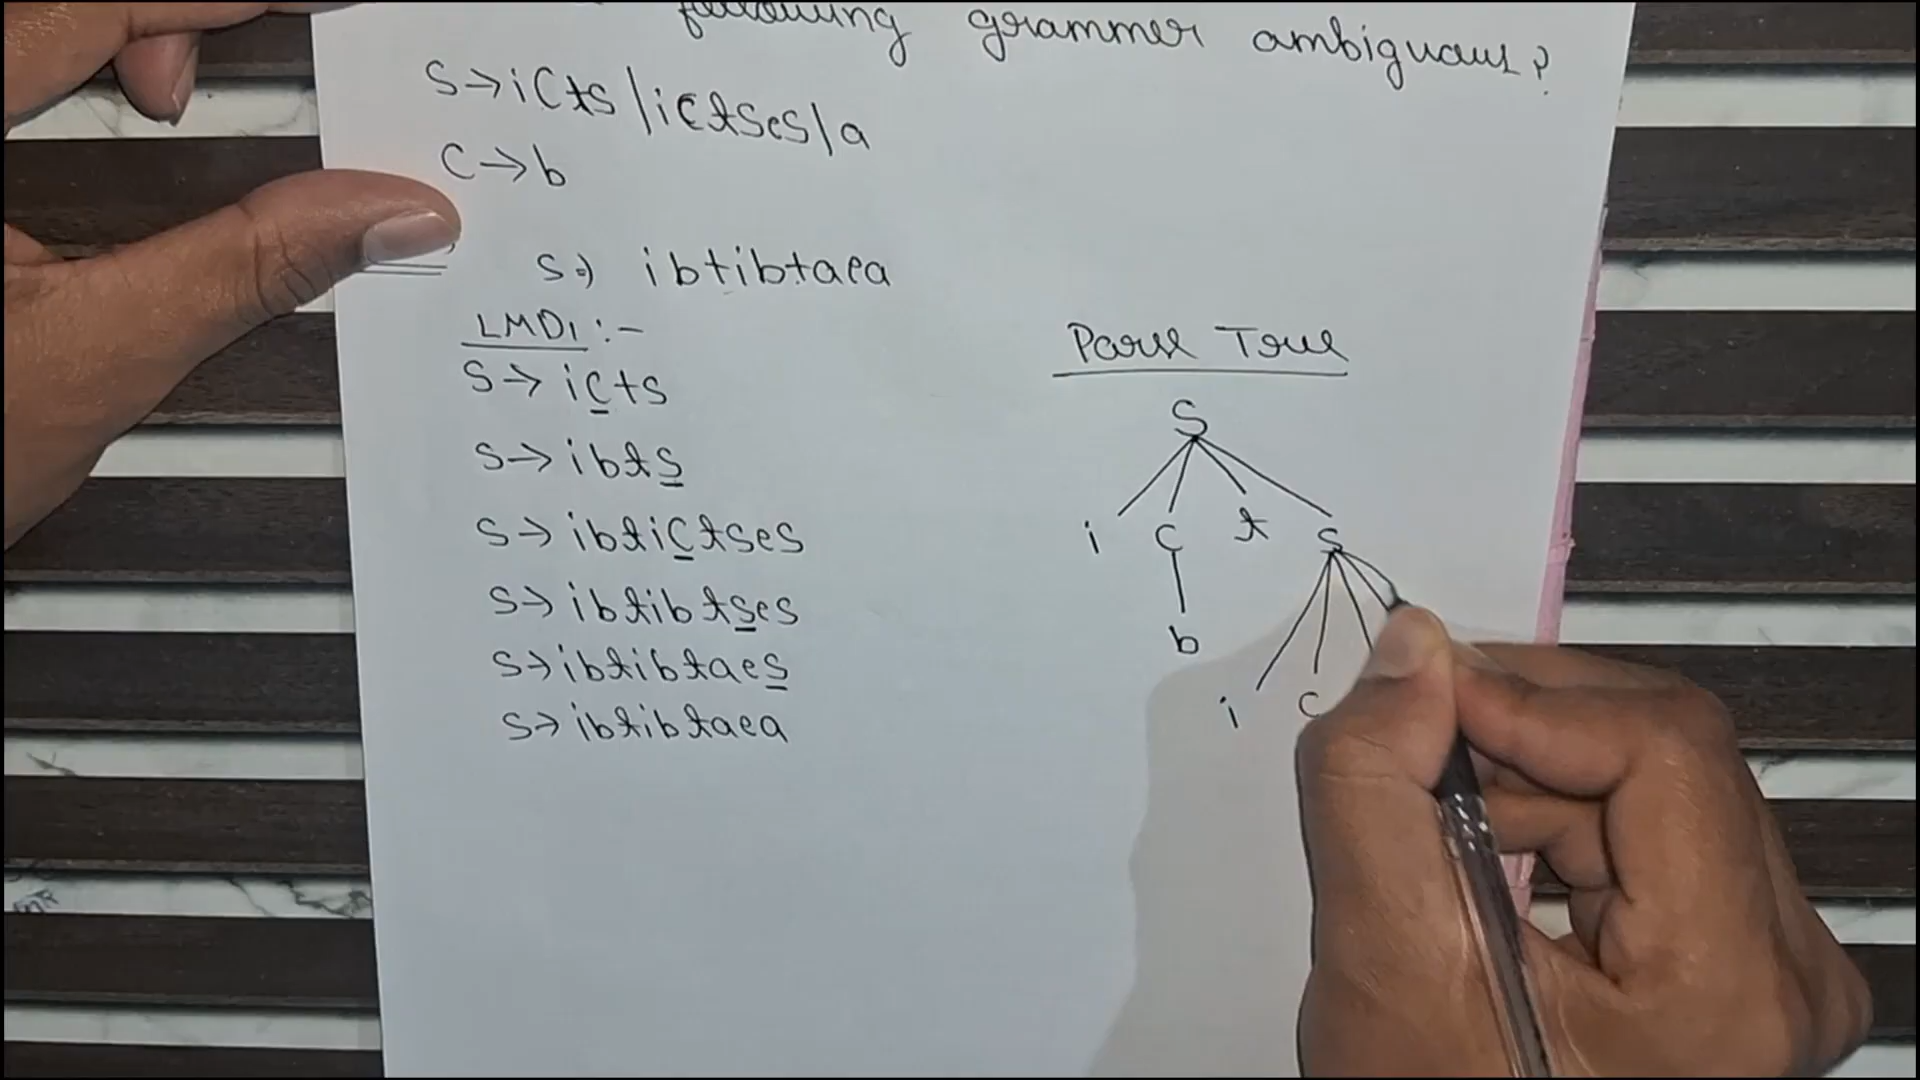 following grammer ambiguous?
S→iCtS/iCtSeS/a
C→b
S⇒ ibtibtaea
LMD1:-
S→iCtS
S→ibtS
S→ibtiCtSeS
S→ibtibtSeS
S→ibtibtaeS
S→ibtibtaea
Parse Tree
S
i C t S
b
i C